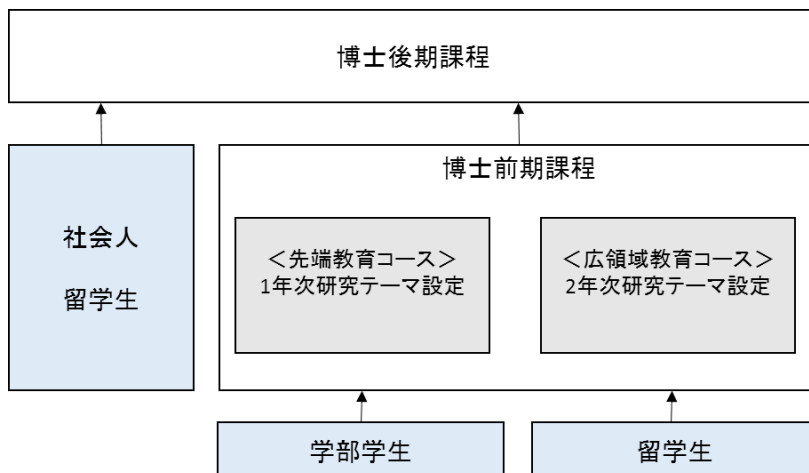 博士後期課程
社会人
留学生
博士前期課程
＜先端教育コース＞
1年次研究テーマ設定
＜広領域教育コース＞
2年次研究テーマ設定
学部学生
留学生